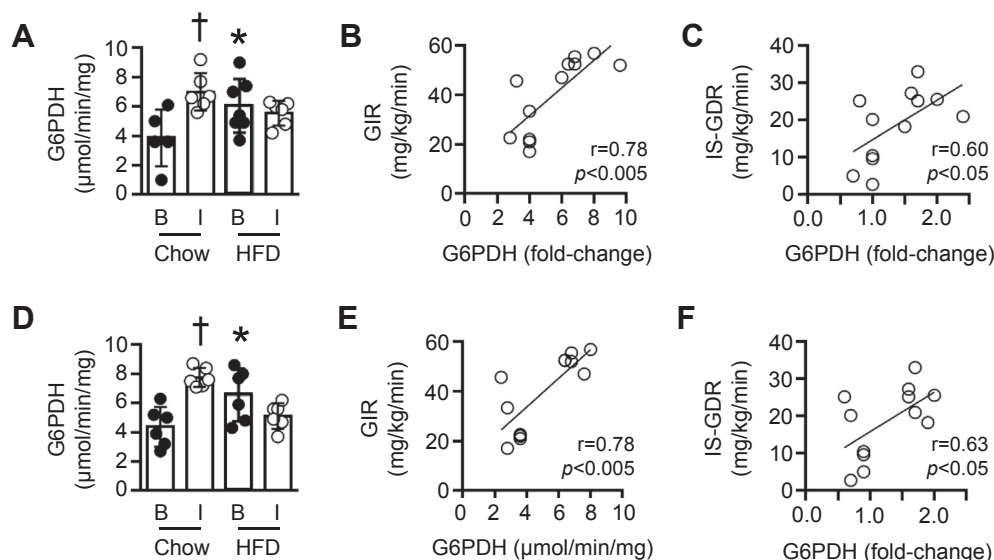 A
†
*
G6PDH
(µmol/min/mg)
10
8
6
4
2
0
B I B I
Chow HFD
B
GIR
(mg/kg/min)
60
40
20
0
0 2 4 6 8 10
G6PDH (fold-change)
r=0.78
p<0.005
C
IS-GDR
(mg/kg/min)
40
30
20
10
0
0.0 1.0 2.0
G6PDH (fold-change)
r=0.60
p<0.05
D
†
*
G6PDH
(µmol/min/mg)
10
8
6
4
2
0
B I B I
Chow HFD
E
GIR
(mg/kg/min)
60
40
20
0
0 2 4 6 8 10
G6PDH (µmol/min/mg)
r=0.78
p<0.005
F
IS-GDR
(mg/kg/min)
40
30
20
10
0
0.0 1.0 2.0
G6PDH (fold-change)
r=0.63
p<0.05